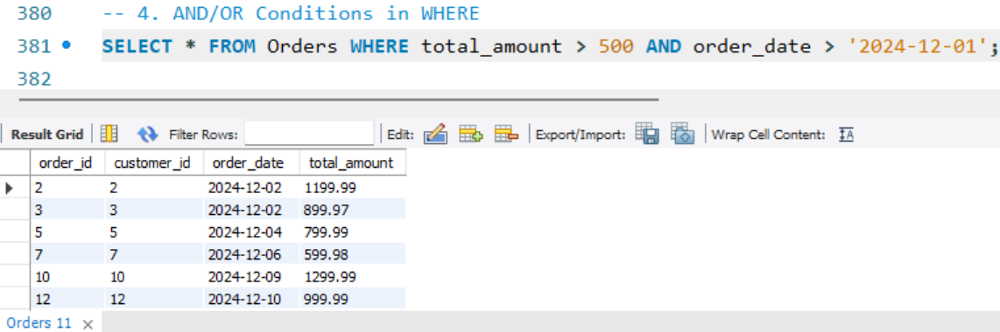 380 -- 4. AND/OR Conditions in WHERE
381 SELECT * FROM Orders WHERE total_amount > 500 AND order_date > '2024-12-01';
382
Result Grid Filter Rows: Edit: Export/Import: Wrap Cell Content: IA
order_id customer_id order_date total_amount
2 2 2024-12-02 1199.99
3 3 2024-12-02 899.97
5 5 2024-12-04 799.99
7 7 2024-12-06 599.98
10 10 2024-12-09 1299.99
12 12 2024-12-10 999.99
Orders 11 ×